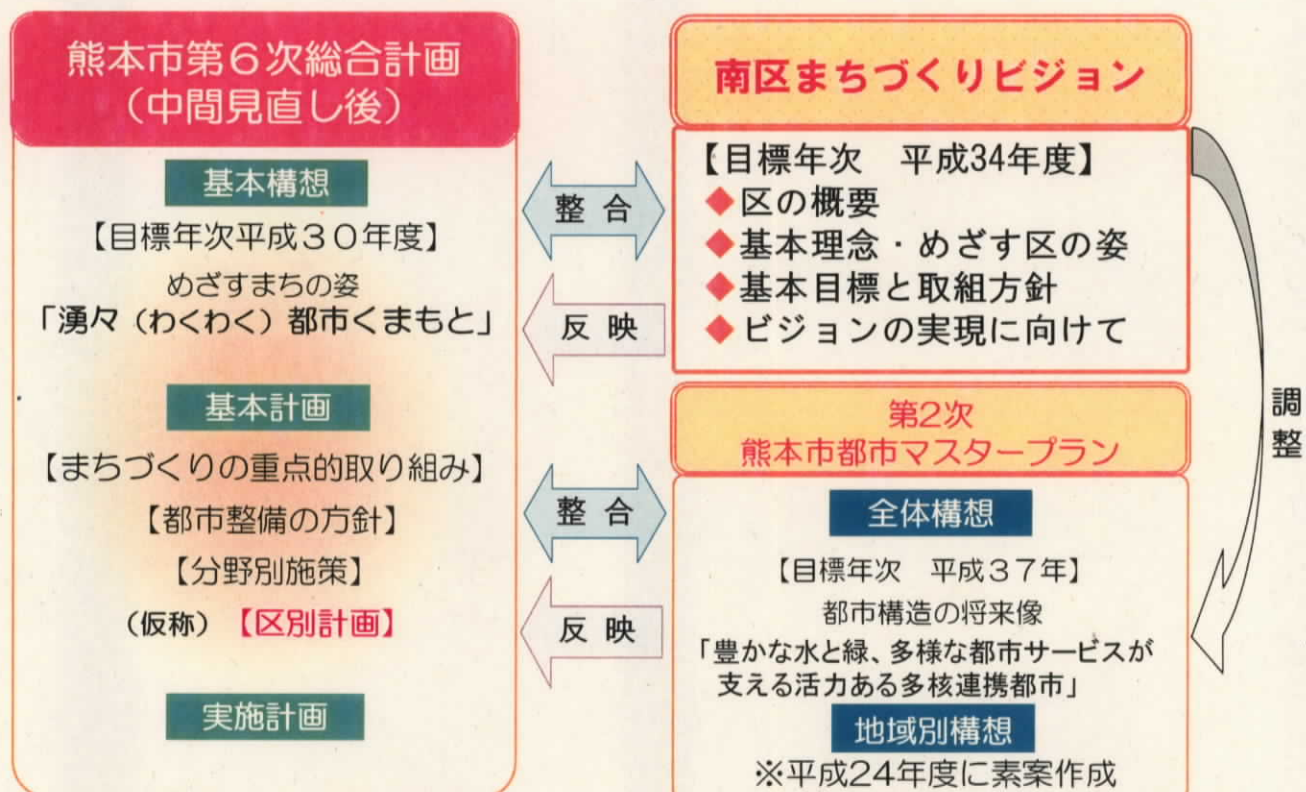 熊本市第６次総合計画
（中間見直し後）
基本構想
【目標年次平成３０年度】
めざすまちの姿
「湧々（わくわく）都市くまもと」
基本計画
【まちづくりの重点的取り組み】
【都市整備の方針】
【分野別施策】
（仮称）【区別計画】
実施計画
整 合
反 映
整 合
反 映
南区まちづくりビジョン
【目標年次　平成34年度】
◆区の概要
◆基本理念・めざす区の姿
◆基本目標と取組方針
◆ビジョンの実現に向けて
第2次
熊本市都市マスタープラン
全体構想
【目標年次　平成３７年】
都市構造の将来像
「豊かな水と緑、多様な都市サービスが
支える活力ある多核連携都市」
地域別構想
※平成24年度に素案作成
調整